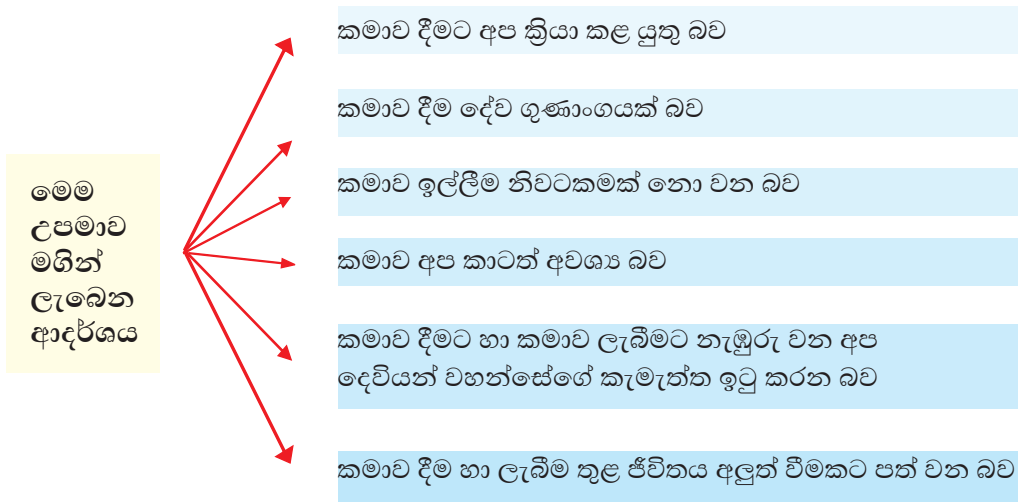 මෙම
උපමාව
මගින්
ලැබෙන
ආදර්ශය
කමාව දීමට අප ක්‍රියා කළ යුතු බව
කමාව දීම දේව ගුණාංගයක් බව
කමාව ඉල්ලීම නිවටකමක් නො වන බව
කමාව අප කාටත් අවශ්‍ය බව
කමාව දීමට හා කමාව ලැබීමට නැඹුරු වන අප
දෙවියන් වහන්සේගේ කැමැත්ත ඉටු කරන බව
කමාව දීම හා ලැබීම තුළ ජීවිතය අලුත් වීමකට පත් වන බව